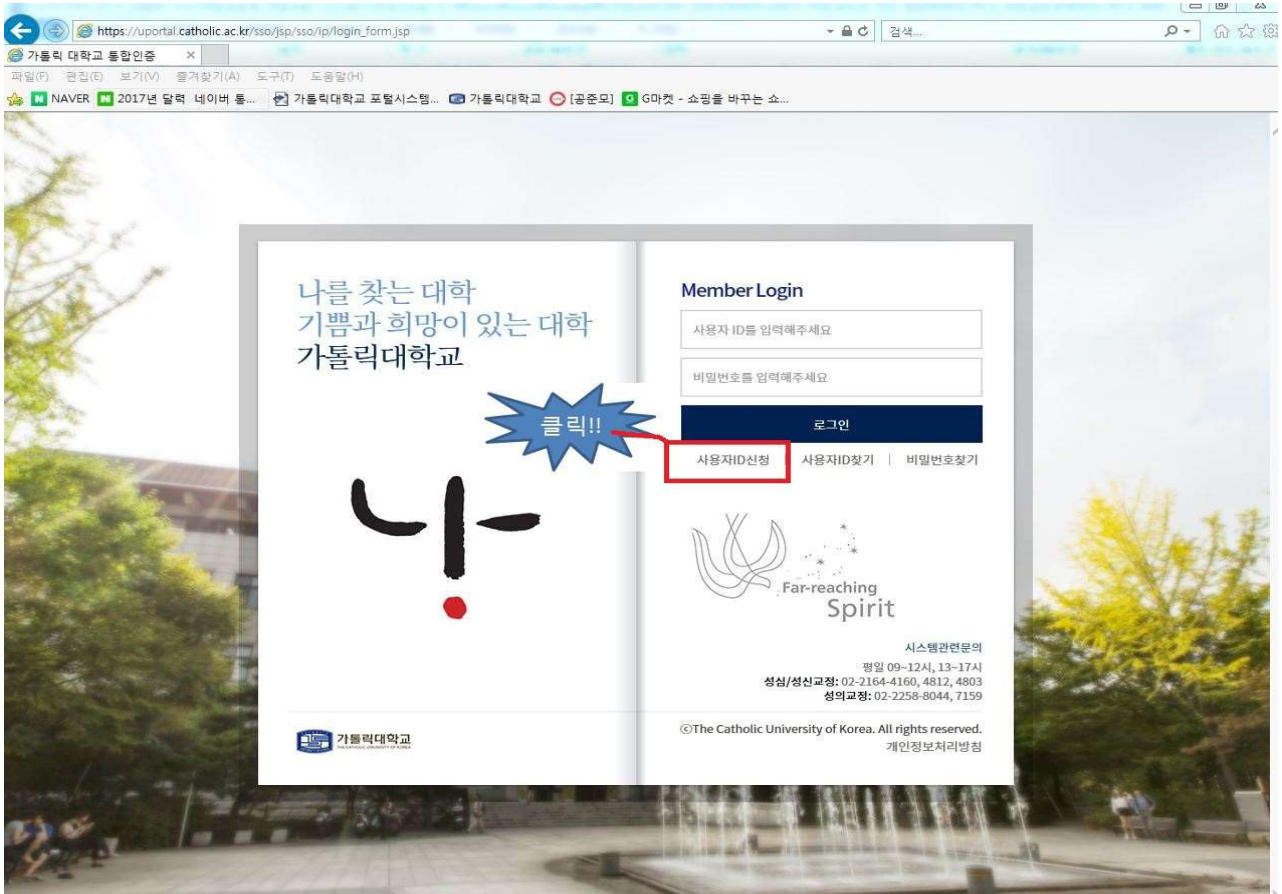 https://uportal.catholic.ac.kr/sso/jsp/sso/ip/login_form.jsp
검색...
가톨릭 대학교 통합인증
파일(F) 편집(E) 보기(V) 즐겨찾기(A) 도구(T) 도움말(H)
NAVER 2017년 달력 네이버 통... 가톨릭대학교 포털시스템... 가톨릭대학교 [공준모] G마켓 - 쇼핑을 바꾸는 쇼...
나를 찾는 대학
기쁨과 희망이 있는 대학
가톨릭대학교
클릭!!
나
가톨릭대학교
Member Login
사용자 ID를 입력해주세요
비밀번호를 입력해주세요
로그인
사용자ID신청 | 사용자ID찾기 | 비밀번호찾기
Far-reaching
Spirit
시스템관련문의
평일 09~12시, 13~17시
성심/성신교정: 02-2164-4160, 4812, 4803
성의교정: 02-2258-8044, 7159
©The Catholic University of Korea. All rights reserved.
개인정보처리방침